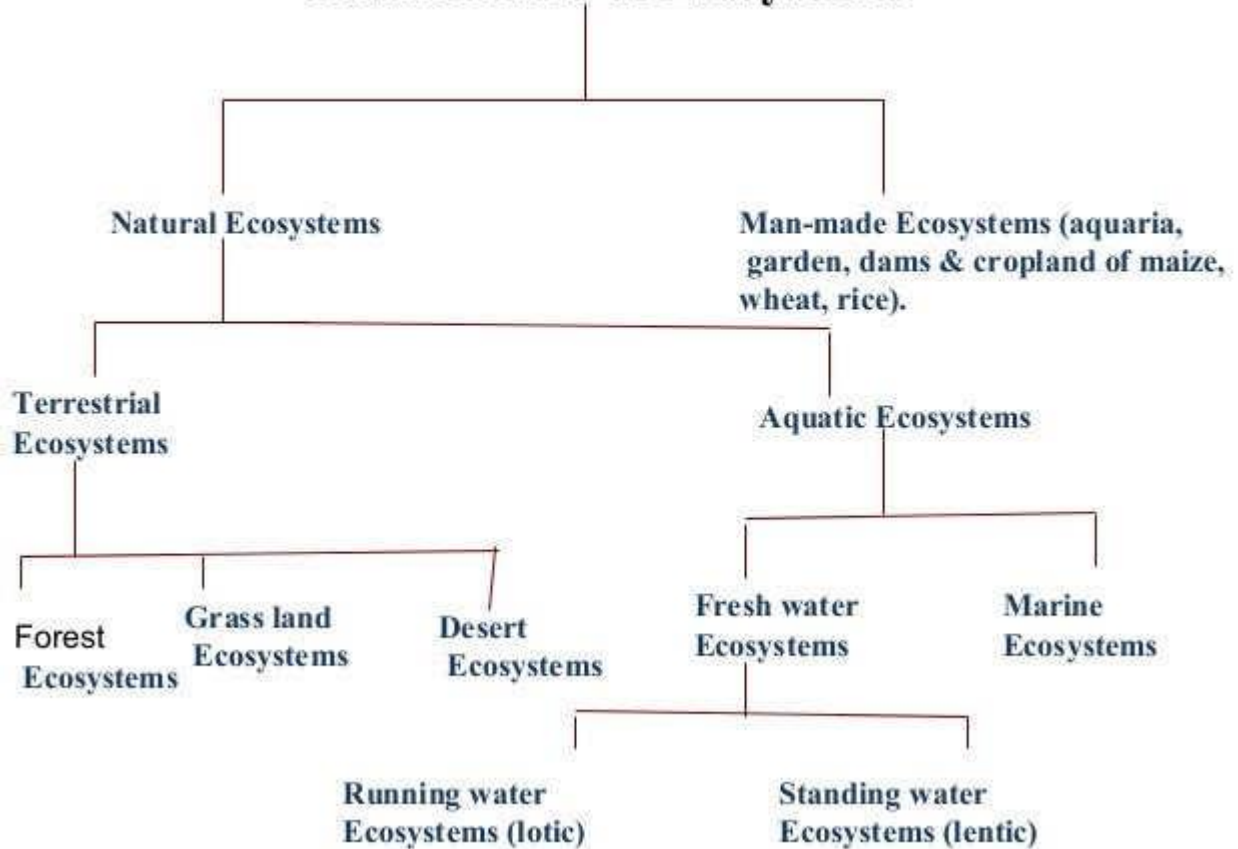 Natural Ecosystems
Man-made Ecosystems (aquaria,
garden, dams & cropland of maize,
wheat, rice).
Terrestrial
Ecosystems
Aquatic Ecosystems
Forest
Ecosystems
Grass land
Ecosystems
Desert
Ecosystems
Fresh water
Ecosystems
Marine
Ecosystems
Running water
Ecosystems (lotic)
Standing water
Ecosystems (lentic)